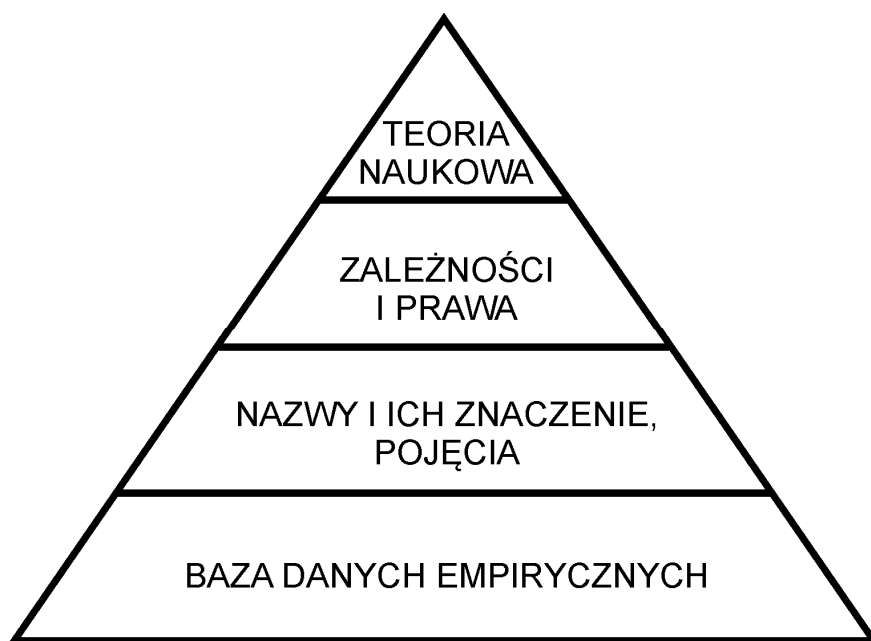 TEORIA
NAUKOWA
ZALEŻNOŚCI
I PRAWA
NAZWY I ICH ZNACZENIE,
POJĘCIA
BAZA DANYCH EMPIRYCZNYCH